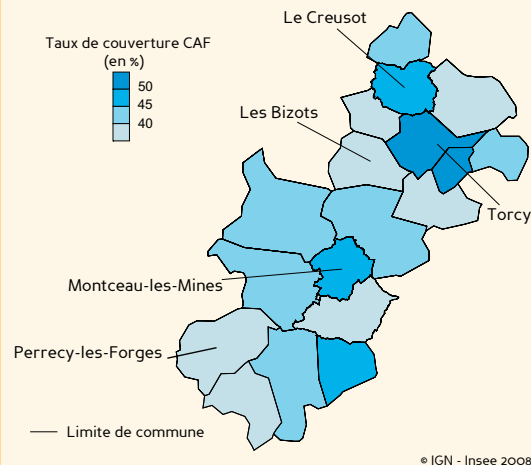 Le Creusot
Taux de couverture CAF
(en %)
50
45
40
Les Bizots
Torcy
Montceau-les-Mines
Perrecy-les-Forges
Limite de commune
© IGN - Insee 2008